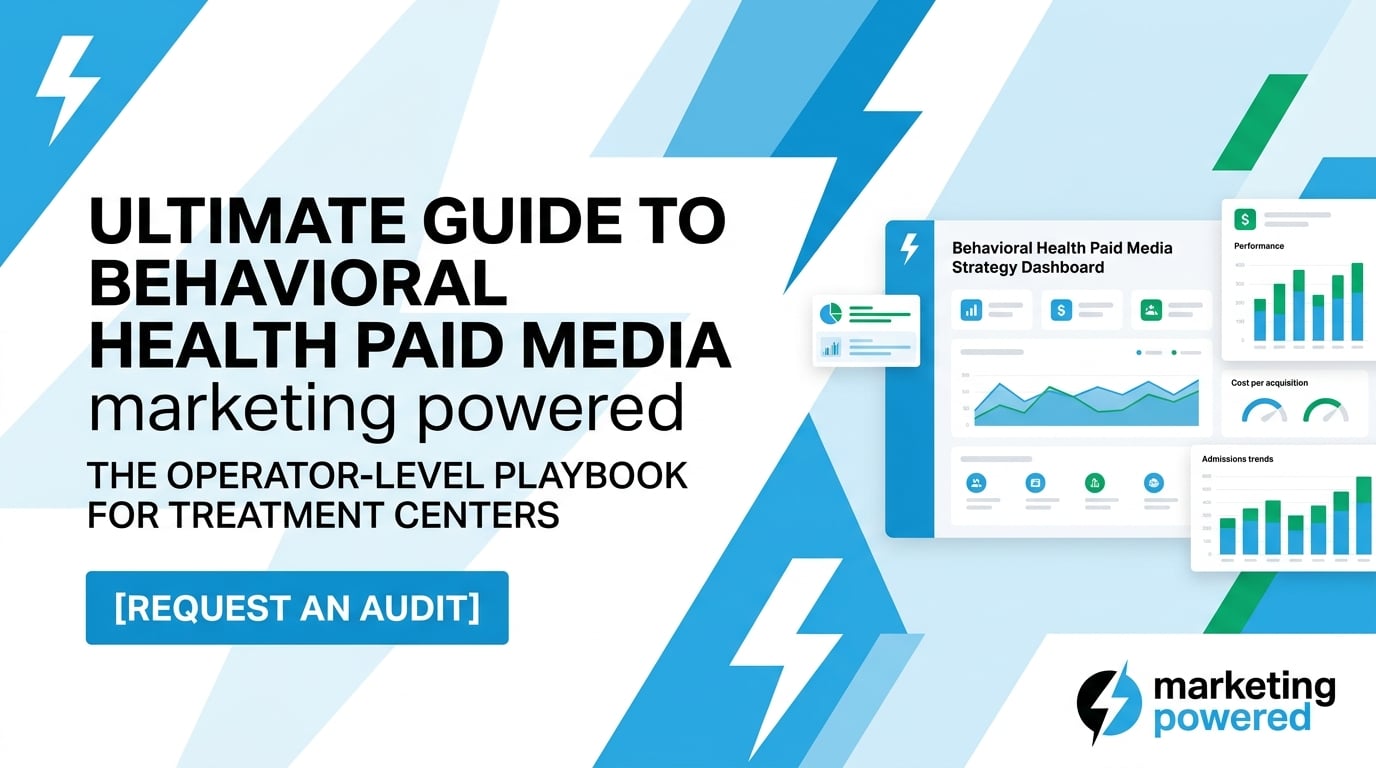 ULTIMATE GUIDE TO
BEHAVIORAL
HEALTH PAID MEDIA
marketing powered
THE OPERATOR-LEVEL PLAYBOOK
FOR TREATMENT CENTERS
[REQUEST AN AUDIT]
Behavioral Health Paid Media
Strategy Dashboard
$
$
Performance
Cost per acquisition
Admissions trends
marketing
powered